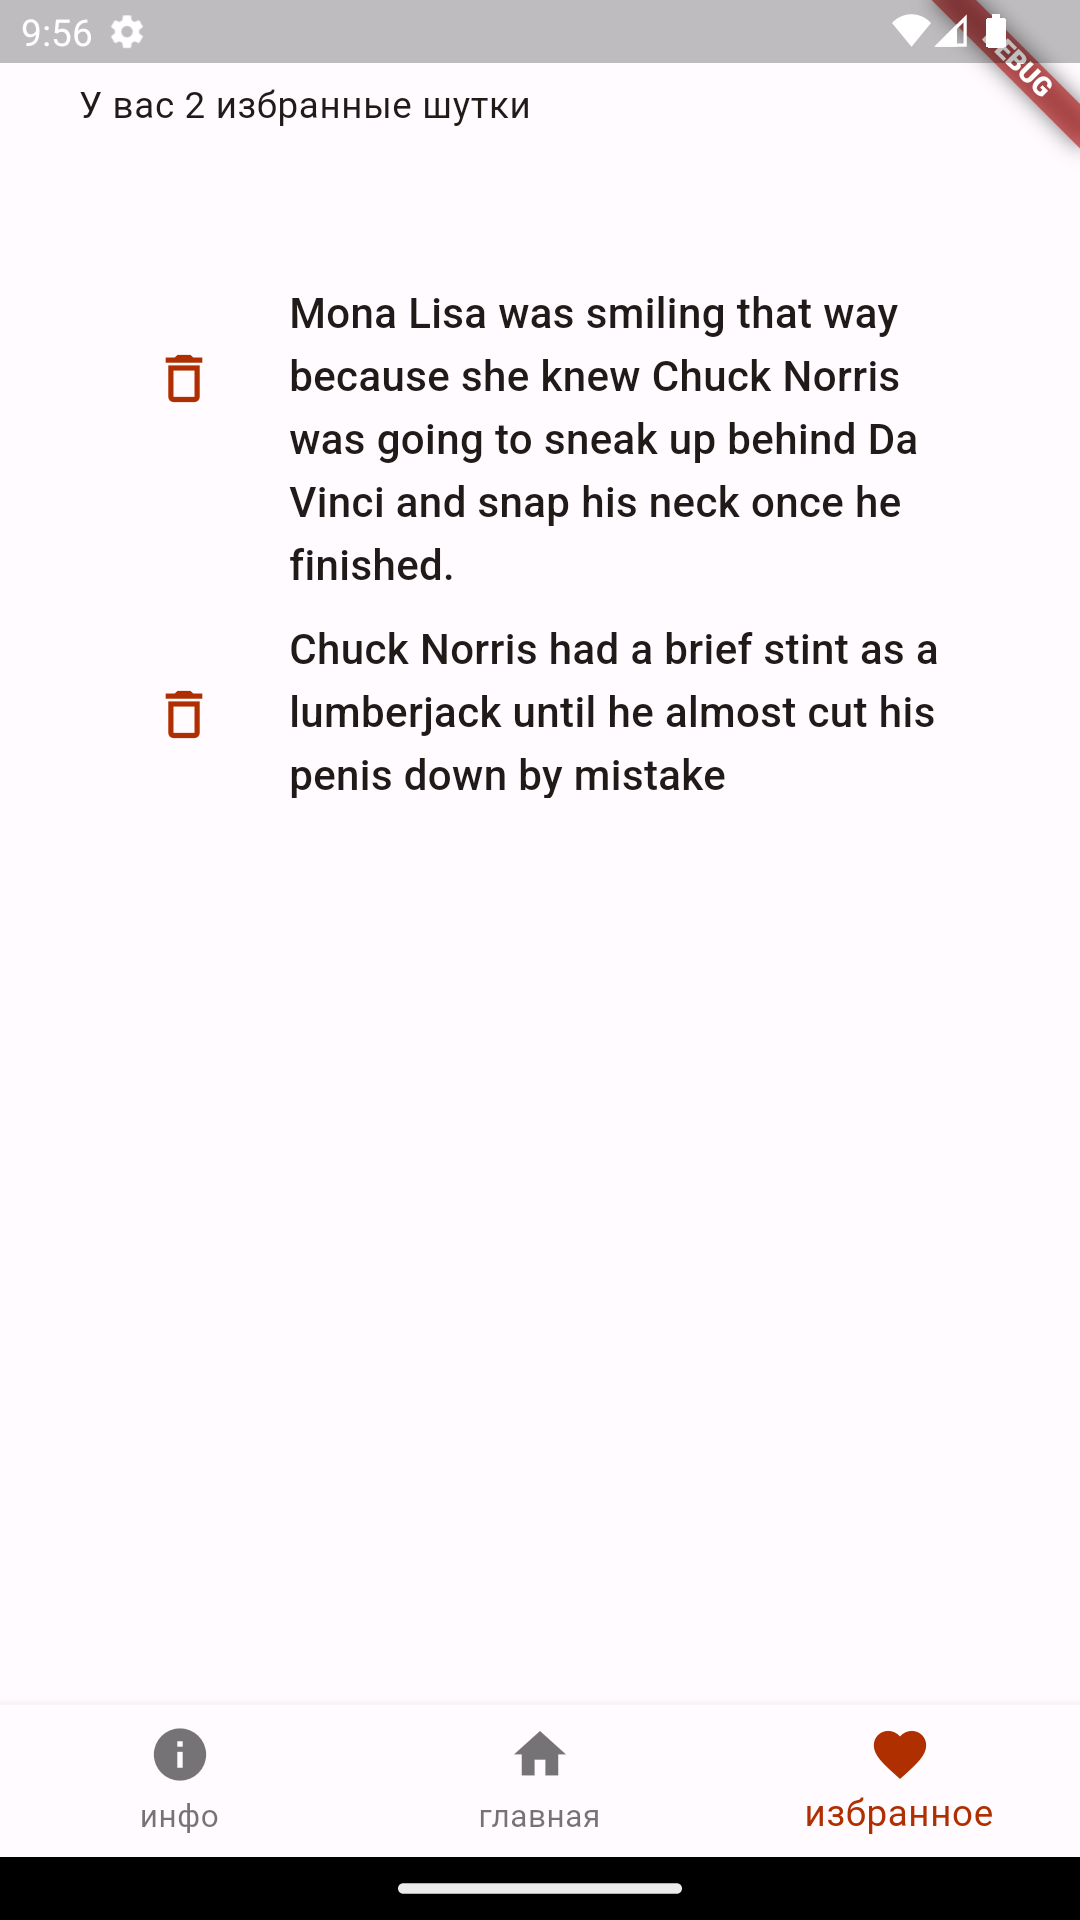 9:56
DEBUG
У вас 2 избранные шутки
Mona Lisa was smiling that way
because she knew Chuck Norris
was going to sneak up behind Da
Vinci and snap his neck once he
finished.
Chuck Norris had a brief stint as a
lumberjack until he almost cut his
penis down by mistake
инфо
главная
избранное